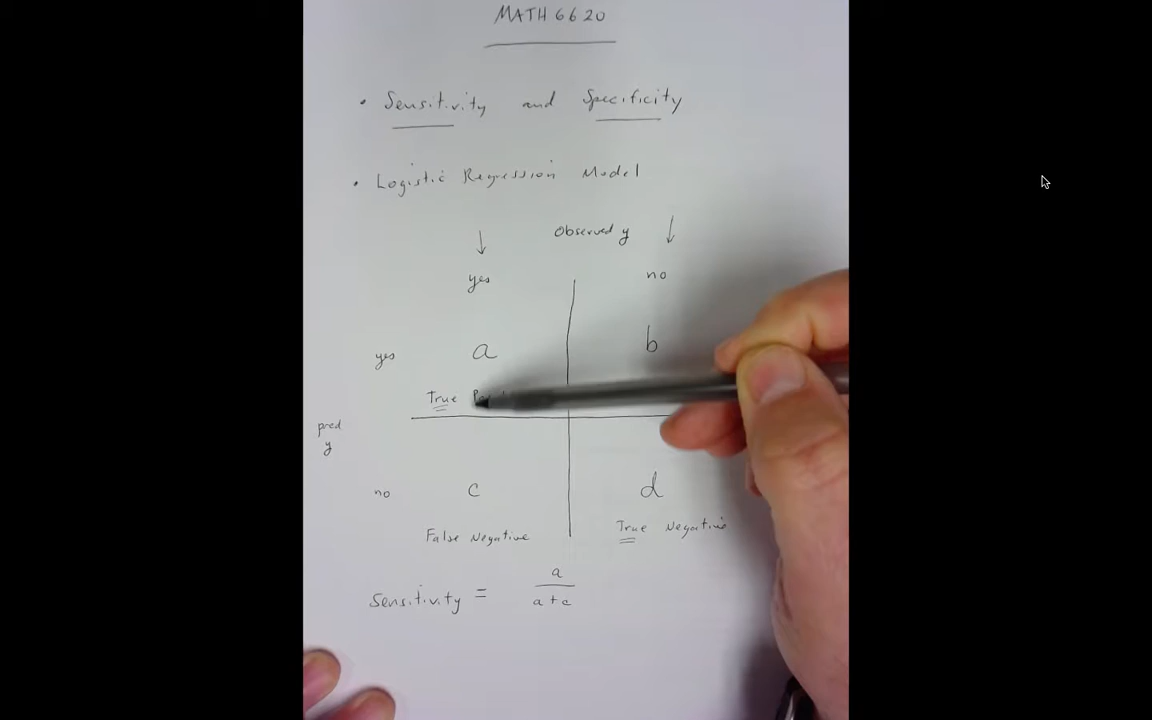 MATH 6620
• Sensitivity and Specificity
• Logistic Regression Model
Observed y
yes no
yes a b
True
pred
y
no c d
False Negative True Negative
Sensitivity = a
a + c